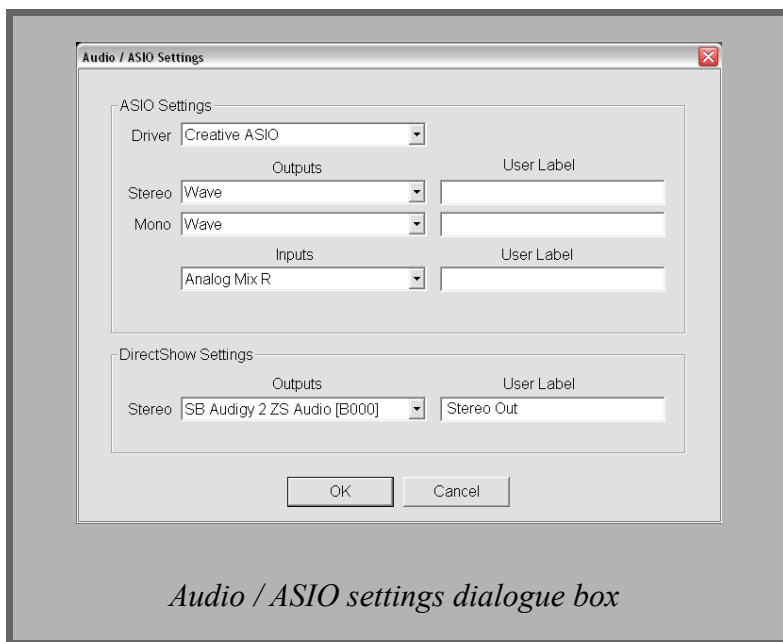 Audio / ASIO Settings
ASIO Settings
Driver Creative ASIO
Outputs User Label
Stereo Wave
Mono Wave
Inputs User Label
Analog Mix R
DirectShow Settings
Outputs User Label
Stereo SB Audigy 2 ZS Audio [B000] Stereo Out
OK Cancel
Audio / ASIO settings dialogue box